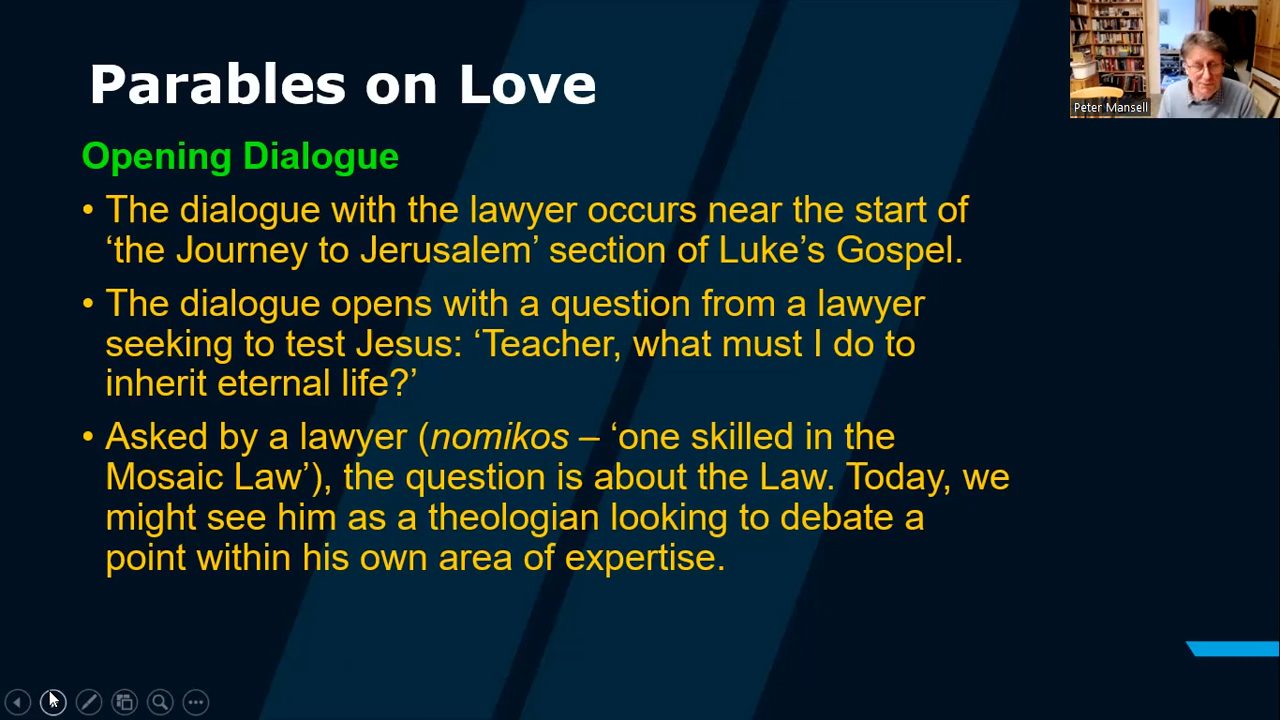 Parables on Love
Peter Mansell
Opening Dialogue
• The dialogue with the lawyer occurs near the start of
‘the Journey to Jerusalem’ section of Luke’s Gospel.
• The dialogue opens with a question from a lawyer
seeking to test Jesus: ‘Teacher, what must I do to
inherit eternal life?’
• Asked by a lawyer (nomikos – ‘one skilled in the
Mosaic Law’), the question is about the Law. Today, we
might see him as a theologian looking to debate a
point within his own area of expertise.